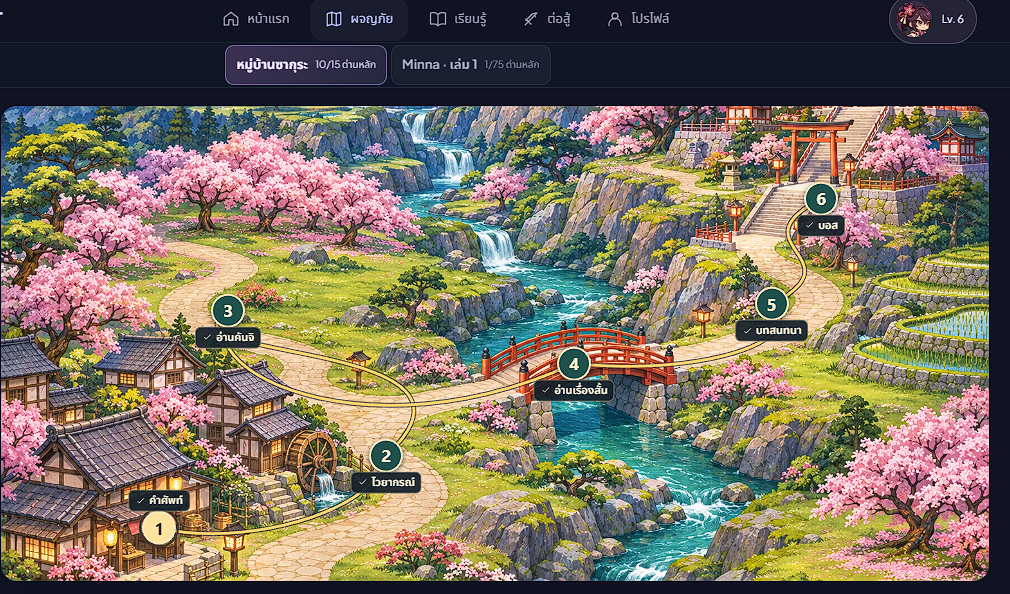 หน้าแรก
ผจญภัย
เรียนรู้
ต่อสู้
โปรไฟล์
Lv. 6
หมู่บ้านซากุระ 10/15 ด่านหลัก
Minna · เล่ม 1 1/75 ด่านหลัก
6
✓ บอส
3
✓ อ่านคันจิ
5
✓ บทสนทนา
4
✓ อ่านเรื่องสั้น
2
✓ ไวยากรณ์
✓ คำศัพท์
1